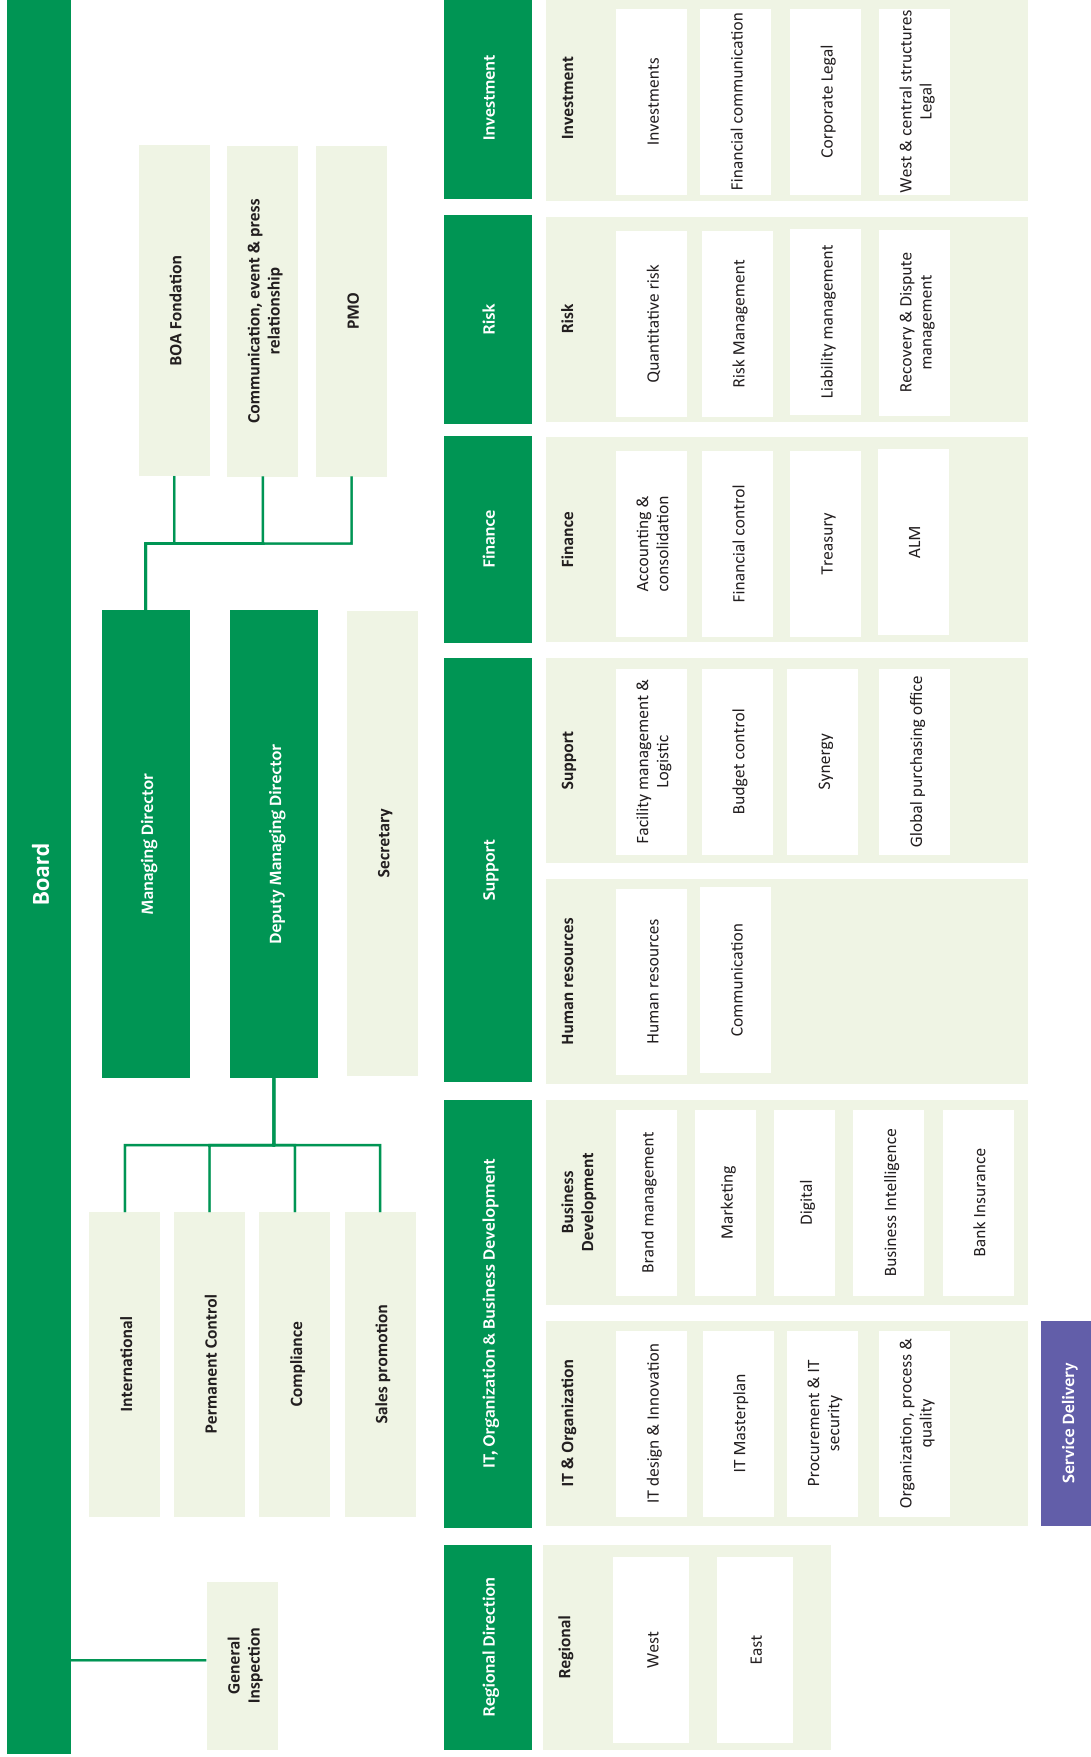 Board
General
Inspection
International
Permanent Control
Compliance
Sales promotion
Managing Director
Deputy Managing Director
Secretary
BOA Fondation
Communication, event & press
relationship
PMO
Regional Direction
Regional
West
East
IT, Organization & Business Development
IT & Organization
IT design & Innovation
IT Masterplan
Procurement & IT
security
Organization, process &
quality
Service Delivery
Business
Development
Brand management
Marketing
Digital
Business Intelligence
Bank Insurance
Support
Human resources
Human resources
Communication
Support
Facility management &
Logistic
Budget control
Synergy
Global purchasing office
Finance
Finance
Accounting &
consolidation
Financial control
Treasury
ALM
Risk
Risk
Quantitative risk
Risk Management
Liability management
Recovery & Dispute
management
Investment
Investment
Investments
Financial communication
Corporate Legal
West & central structures
Legal